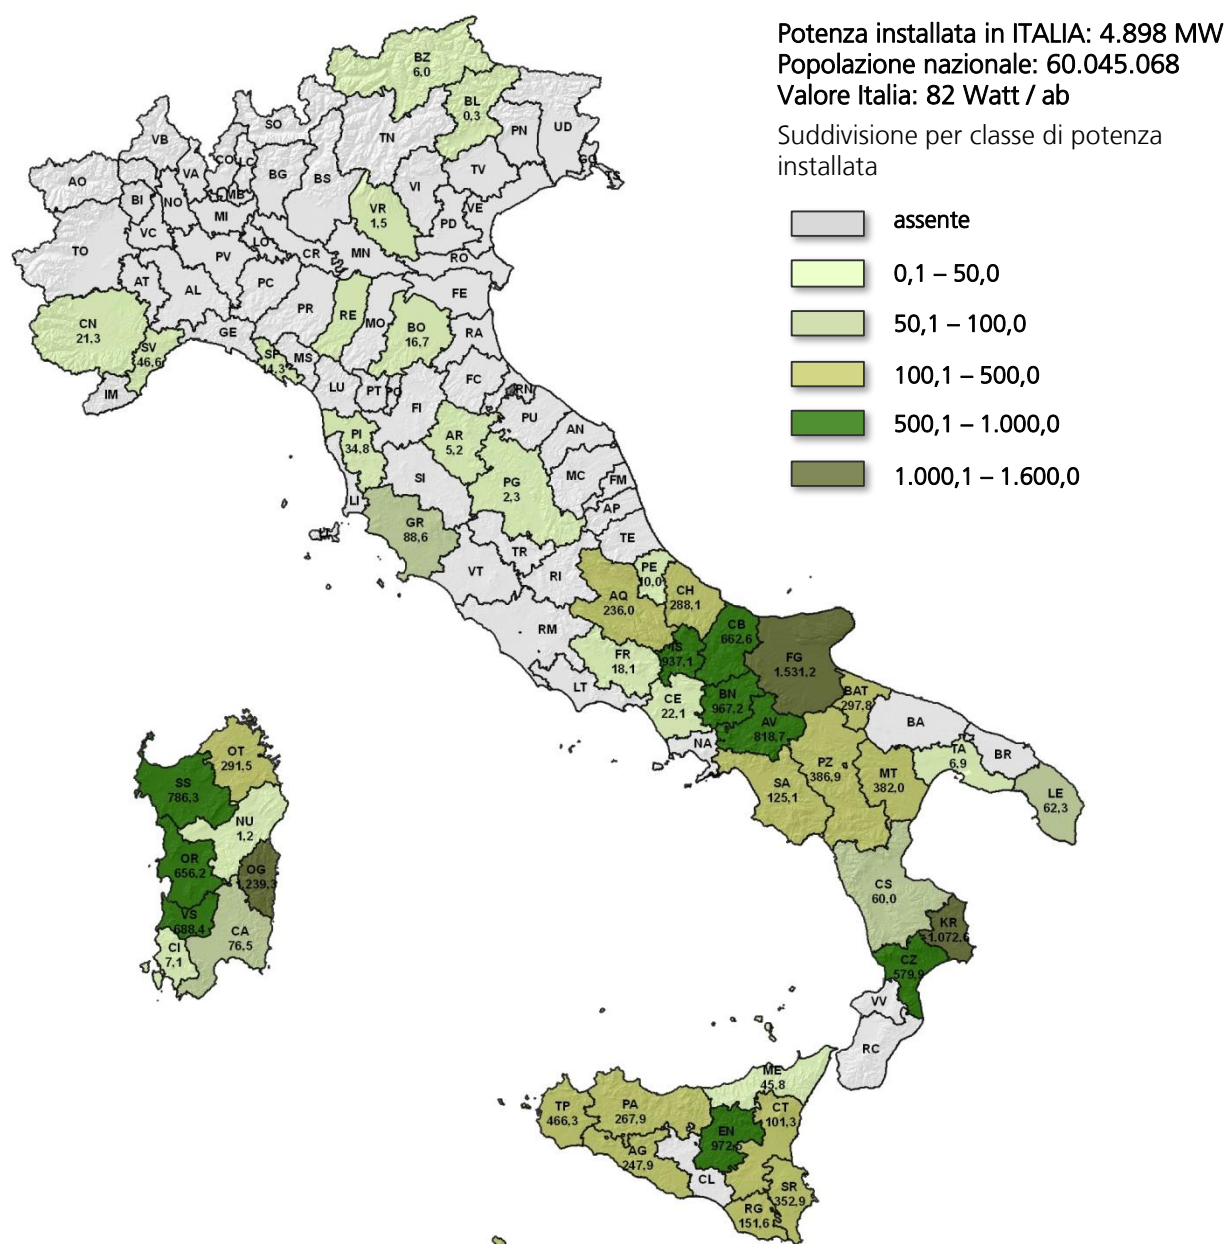 Potenza installata in ITALIA: 4.898 MW
Popolazione nazionale: 60.045.068
Valore Italia: 82 Watt / ab
Suddivisione per classe di potenza
installata
assente
0,1 – 50,0
50,1 – 100,0
100,1 – 500,0
500,1 – 1.000,0
1.000,1 – 1.600,0
BZ
6,0
BL
0,3
PN
UD
GO
TS
TN
SO
VB
AO
VA
CO
LC
BG
BS
VI
TV
BI
NO
MB
MI
VR
1,5
PD
VE
VC
TO
LO
PV
CR
MN
RO
AT
AL
PC
PR
RE
MO
FE
CN
21,3
SV
46,6
GE
BO
16,7
RA
IM
SP
14,3
MS
LU
PT
PO
FI
FC
RN
PU
AN
PI
34,8
AR
5,2
SI
PG
2,3
MC
FM
AP
TE
LI
GR
88,6
VT
TR
RI
PE
10,0
AQ
236,0
CH
288,1
RM
CB
662,6
IS
937,1
FR
18,1
FG
1.531,2
LT
CE
22,1
BN
967,2
BAT
297,8
AV
818,7
BA
NA
BR
TA
6,9
PZ
386,9
MT
382,0
SA
125,1
LE
62,3
OT
291,5
SS
786,3
NU
1,2
OR
656,2
OG
1.239,3
VS
688,4
CA
76,5
CI
7,1
CS
60,0
KR
1.072,6
CZ
579,9
VV
RC
ME
45,8
TP
466,3
PA
267,9
CT
101,3
EN
972,5
AG
247,9
CL
SR
352,9
RG
151,6